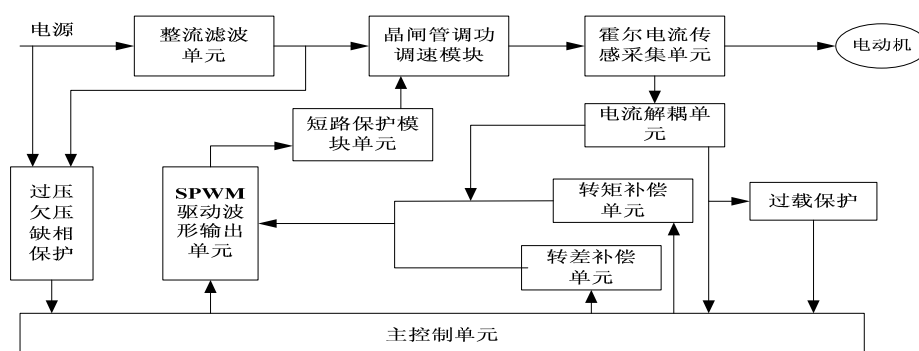 电源
整流滤波
单元
晶闸管调功
调速模块
霍尔电流传
感采集单元
电动机
短路保护模
块单元
电流解耦单
元
过压
欠压
缺相
保护
SPWM
驱动波
形输出
单元
转矩补偿
单元
过载保护
转差补偿
单元
主控制单元